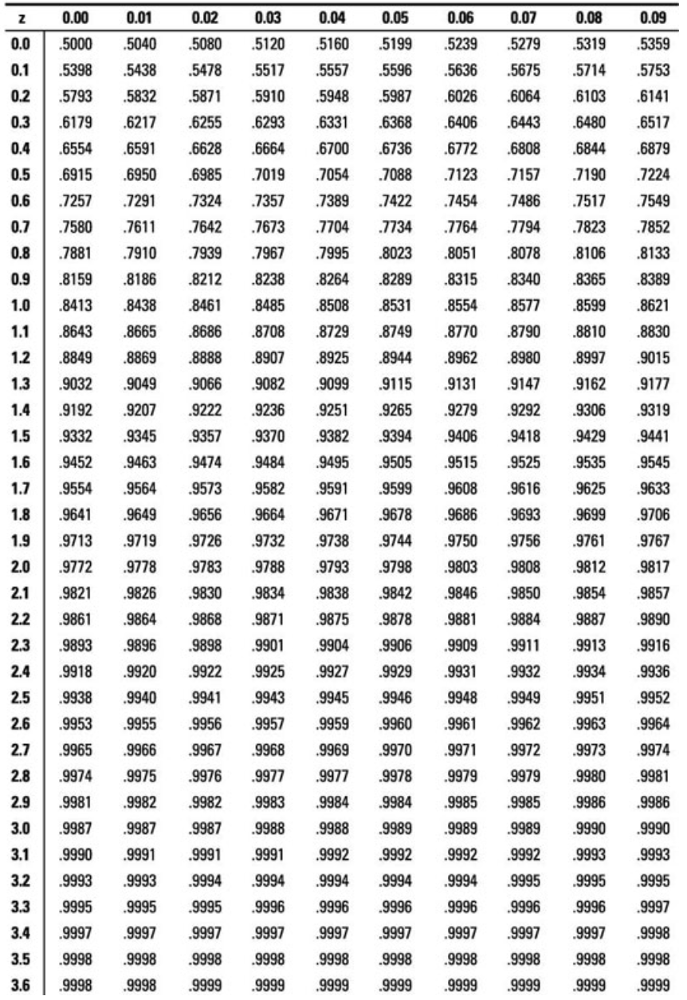 z 0.00 0.01 0.02 0.03 0.04 0.05 0.06 0.07 0.08 0.09
0.0 .5000 .5040 .5080 .5120 .5160 .5199 .5239 .5279 .5319 .5359
0.1 .5398 .5438 .5478 .5517 .5557 .5596 .5636 .5675 .5714 .5753
0.2 .5793 .5832 .5871 .5910 .5948 .5987 .6026 .6064 .6103 .6141
0.3 .6179 .6217 .6255 .6293 .6331 .6368 .6406 .6443 .6480 .6517
0.4 .6554 .6591 .6628 .6664 .6700 .6736 .6772 .6808 .6844 .6879
0.5 .6915 .6950 .6985 .7019 .7054 .7088 .7123 .7157 .7190 .7224
0.6 .7257 .7291 .7324 .7357 .7389 .7422 .7454 .7486 .7517 .7549
0.7 .7580 .7611 .7642 .7673 .7704 .7734 .7764 .7794 .7823 .7852
0.8 .7881 .7910 .7939 .7967 .7995 .8023 .8051 .8078 .8106 .8133
0.9 .8159 .8186 .8212 .8238 .8264 .8289 .8315 .8340 .8365 .8389
1.0 .8413 .8438 .8461 .8485 .8508 .8531 .8554 .8577 .8599 .8621
1.1 .8643 .8665 .8686 .8708 .8729 .8749 .8770 .8790 .8810 .8830
1.2 .8849 .8869 .8888 .8907 .8925 .8944 .8962 .8980 .8997 .9015
1.3 .9032 .9049 .9066 .9082 .9099 .9115 .9131 .9147 .9162 .9177
1.4 .9192 .9207 .9222 .9236 .9251 .9265 .9279 .9292 .9306 .9319
1.5 .9332 .9345 .9357 .9370 .9382 .9394 .9406 .9418 .9429 .9441
1.6 .9452 .9463 .9474 .9484 .9495 .9505 .9515 .9525 .9535 .9545
1.7 .9554 .9564 .9573 .9582 .9591 .9599 .9608 .9616 .9625 .9633
1.8 .9641 .9649 .9656 .9664 .9671 .9678 .9686 .9693 .9699 .9706
1.9 .9713 .9719 .9726 .9732 .9738 .9744 .9750 .9756 .9761 .9767
2.0 .9772 .9778 .9783 .9788 .9793 .9798 .9803 .9808 .9812 .9817
2.1 .9821 .9826 .9830 .9834 .9838 .9842 .9846 .9850 .9854 .9857
2.2 .9861 .9864 .9868 .9871 .9875 .9878 .9881 .9884 .9887 .9890
2.3 .9893 .9896 .9898 .9901 .9904 .9906 .9909 .9911 .9913 .9916
2.4 .9918 .9920 .9922 .9925 .9927 .9929 .9931 .9932 .9934 .9936
2.5 .9938 .9940 .9941 .9943 .9945 .9946 .9948 .9949 .9951 .9952
2.6 .9953 .9955 .9956 .9957 .9959 .9960 .9961 .9962 .9963 .9964
2.7 .9965 .9966 .9967 .9968 .9969 .9970 .9971 .9972 .9973 .9974
2.8 .9974 .9975 .9976 .9977 .9977 .9978 .9979 .9979 .9980 .9981
2.9 .9981 .9982 .9982 .9983 .9984 .9984 .9985 .9985 .9986 .9986
3.0 .9987 .9987 .9987 .9988 .9988 .9989 .9989 .9989 .9990 .9990
3.1 .9990 .9991 .9991 .9991 .9992 .9992 .9992 .9992 .9993 .9993
3.2 .9993 .9993 .9994 .9994 .9994 .9994 .9994 .9995 .9995 .9995
3.3 .9995 .9995 .9995 .9996 .9996 .9996 .9996 .9996 .9996 .9997
3.4 .9997 .9997 .9997 .9997 .9997 .9997 .9997 .9997 .9997 .9998
3.5 .9998 .9998 .9998 .9998 .9998 .9998 .9998 .9998 .9998 .9998
3.6 .9998 .9998 .9999 .9999 .9999 .9999 .9999 .9999 .9999 .9999